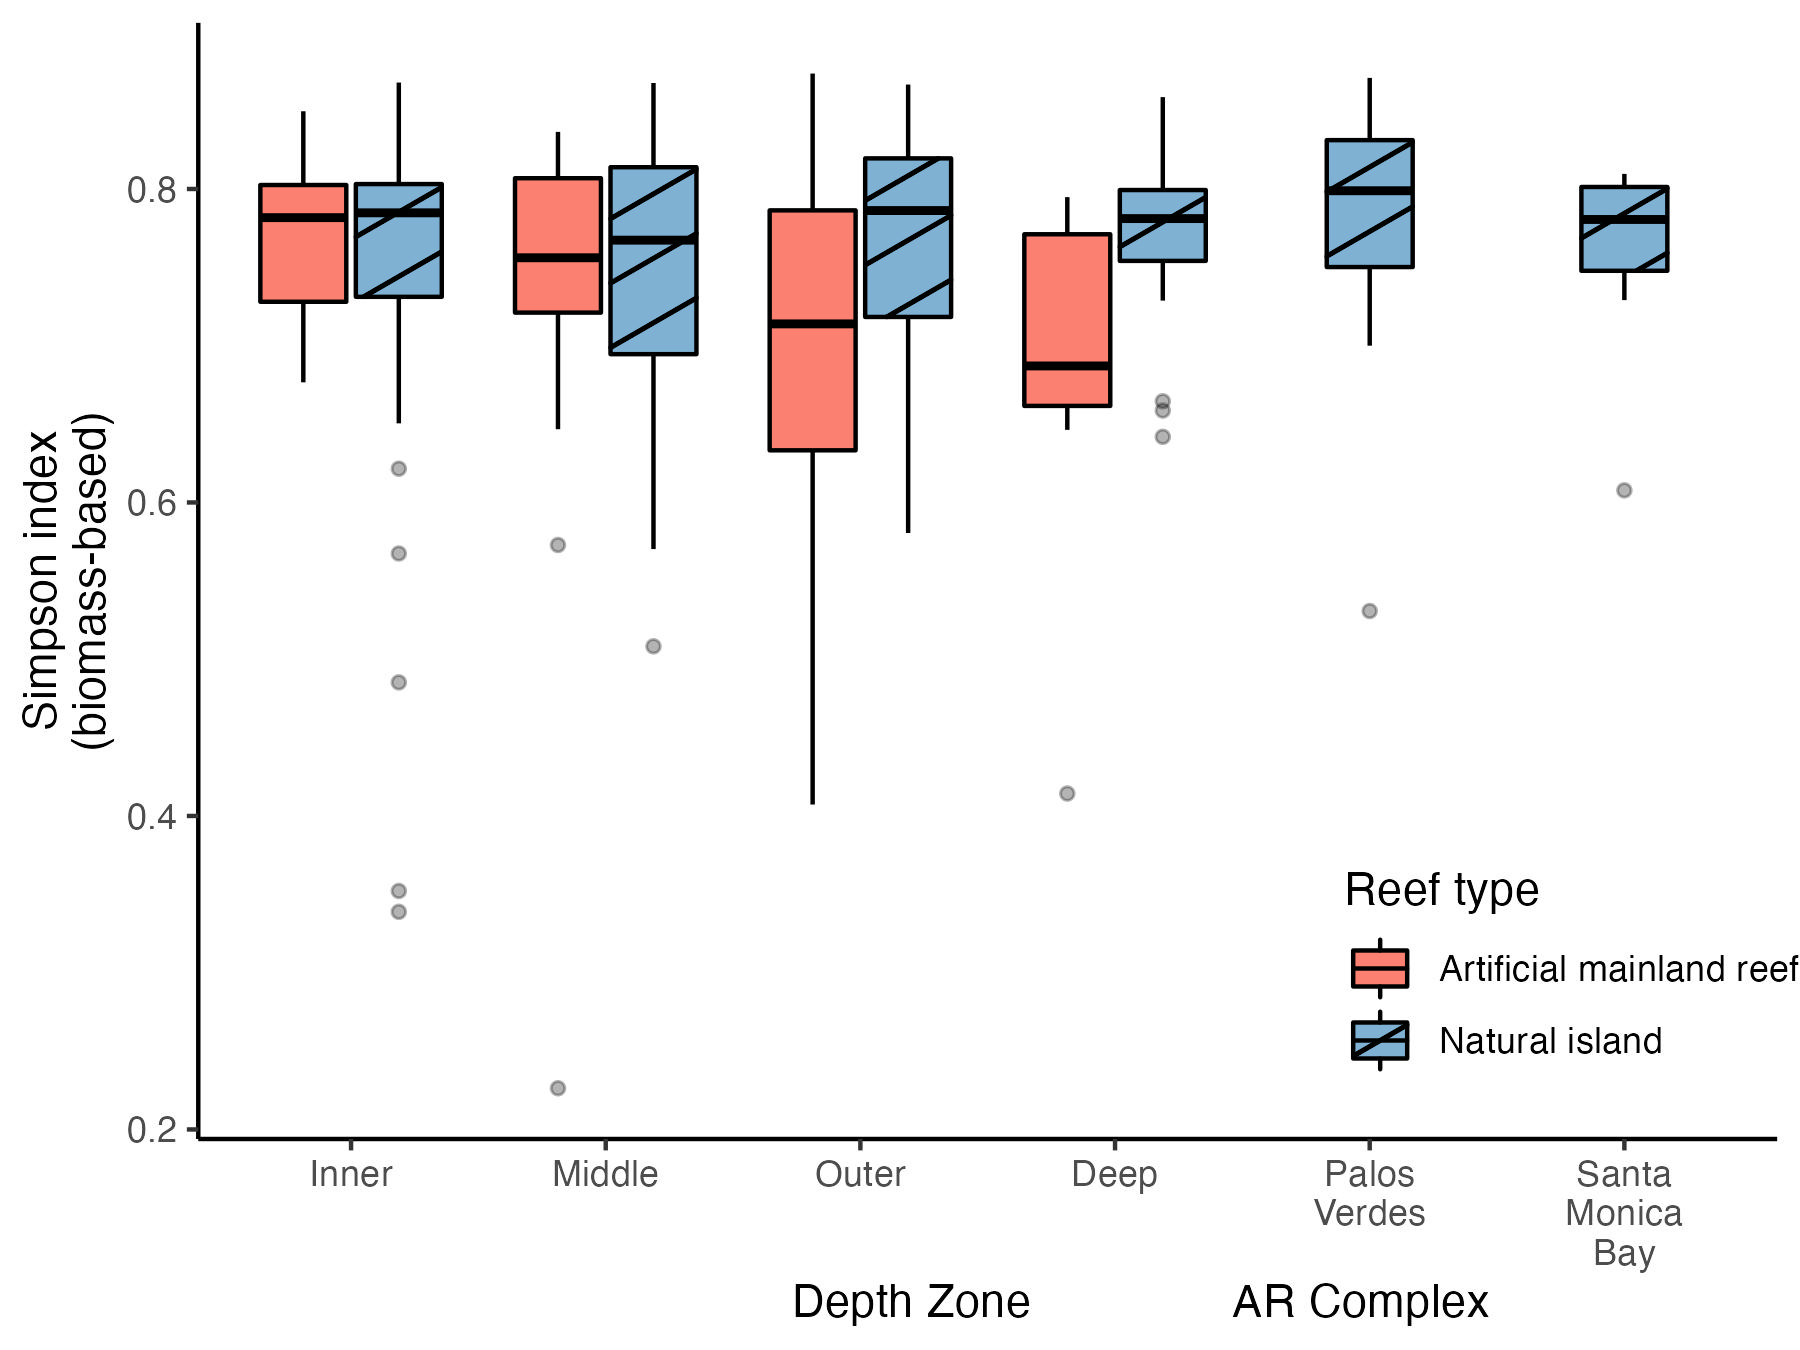 Simpson index
(biomass-based)
0.8
0.6
0.4
0.2
Inner
Middle
Outer
Deep
Palos
Verdes
Santa
Monica
Bay
Depth Zone
AR Complex
Reef type
Artificial mainland reef
Natural island